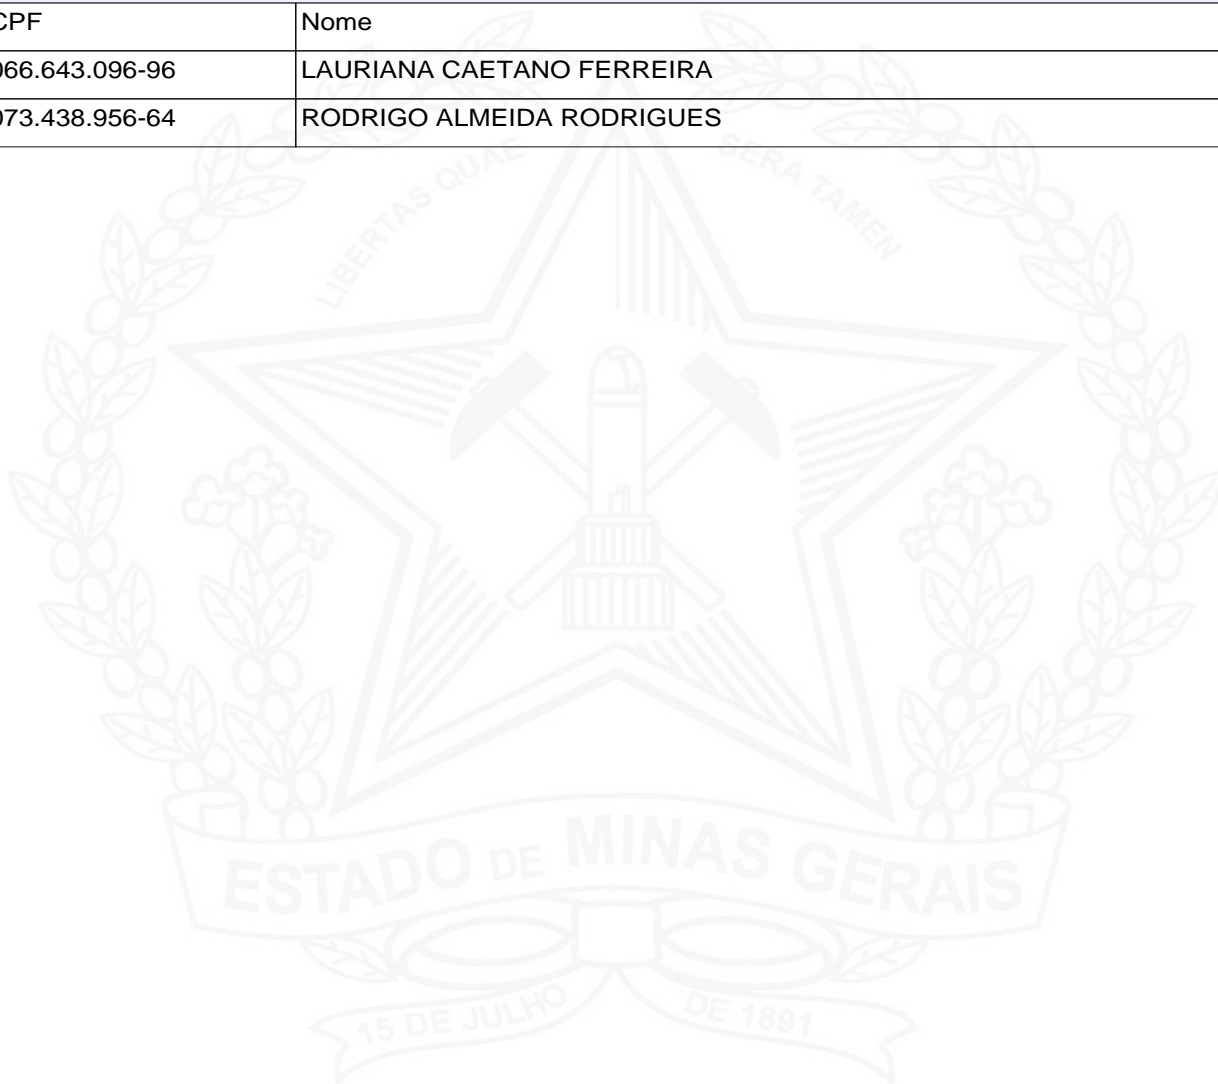 CPF Nome
066.643.096-96 LAURIANA CAETANO FERREIRA
073.438.956-64 RODRIGO ALMEIDA RODRIGUES
LIBERTAS QUAE SERA TAMEN
ESTADO DE MINAS GERAIS
15 DE JULHO DE 1891